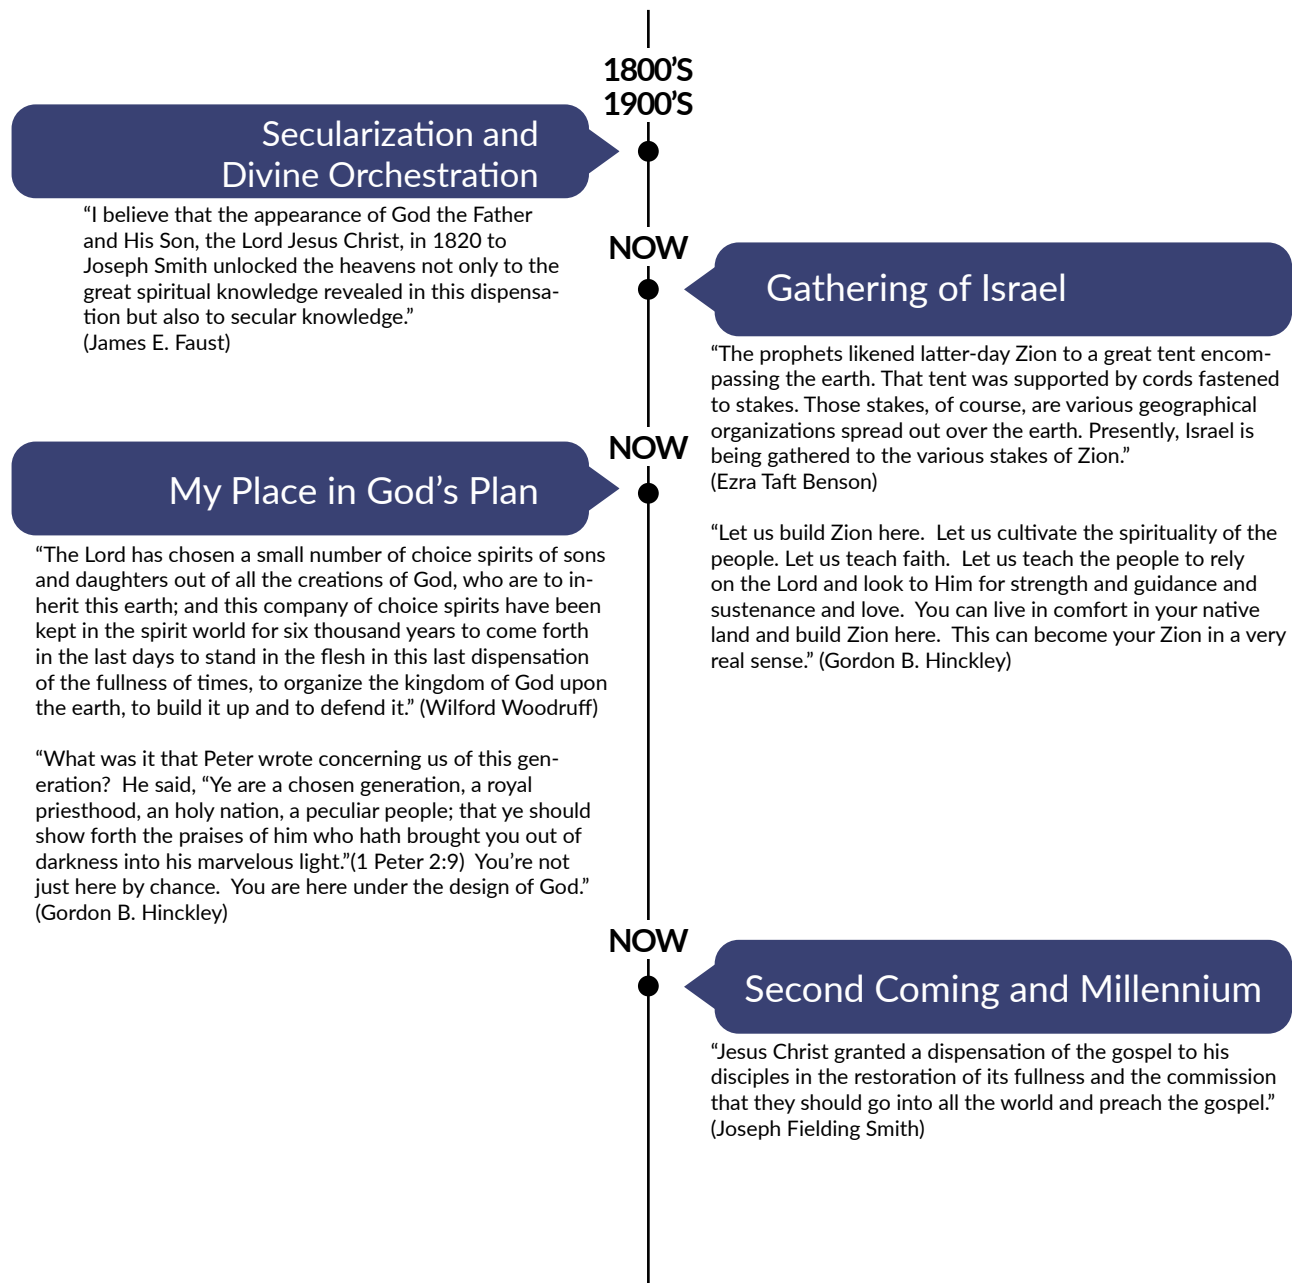 1800’S
1900’S
Secularization and
Divine Orchestration
“I believe that the appearance of God the Father
and His Son, the Lord Jesus Christ, in 1820 to
Joseph Smith unlocked the heavens not only to the
great spiritual knowledge revealed in this dispensa-
tion but also to secular knowledge.”
(James E. Faust)
NOW
Gathering of Israel
“The prophets likened latter-day Zion to a great tent encom-
passing the earth. That tent was supported by cords fastened
to stakes. Those stakes, of course, are various geographical
organizations spread out over the earth. Presently, Israel is
being gathered to the various stakes of Zion.”
(Ezra Taft Benson)
“Let us build Zion here.  Let us cultivate the spirituality of the
people. Let us teach faith.  Let us teach the people to rely
on the Lord and look to Him for strength and guidance and
sustenance and love.  You can live in comfort in your native
land and build Zion here.  This can become your Zion in a very
real sense.” (Gordon B. Hinckley)
NOW
My Place in God’s Plan
“The Lord has chosen a small number of choice spirits of sons
and daughters out of all the creations of God, who are to in-
herit this earth; and this company of choice spirits have been
kept in the spirit world for six thousand years to come forth
in the last days to stand in the flesh in this last dispensation
of the fullness of times, to organize the kingdom of God upon
the earth, to build it up and to defend it.” (Wilford Woodruff)
“What was it that Peter wrote concerning us of this gen-
eration?  He said, “Ye are a chosen generation, a royal
priesthood, an holy nation, a peculiar people; that ye should
show forth the praises of him who hath brought you out of
darkness into his marvelous light.”(1 Peter 2:9)  You’re not
just here by chance.  You are here under the design of God.”
(Gordon B. Hinckley)
NOW
Second Coming and Millennium
“Jesus Christ granted a dispensation of the gospel to his
disciples in the restoration of its fullness and the commission
that they should go into all the world and preach the gospel.”
(Joseph Fielding Smith)